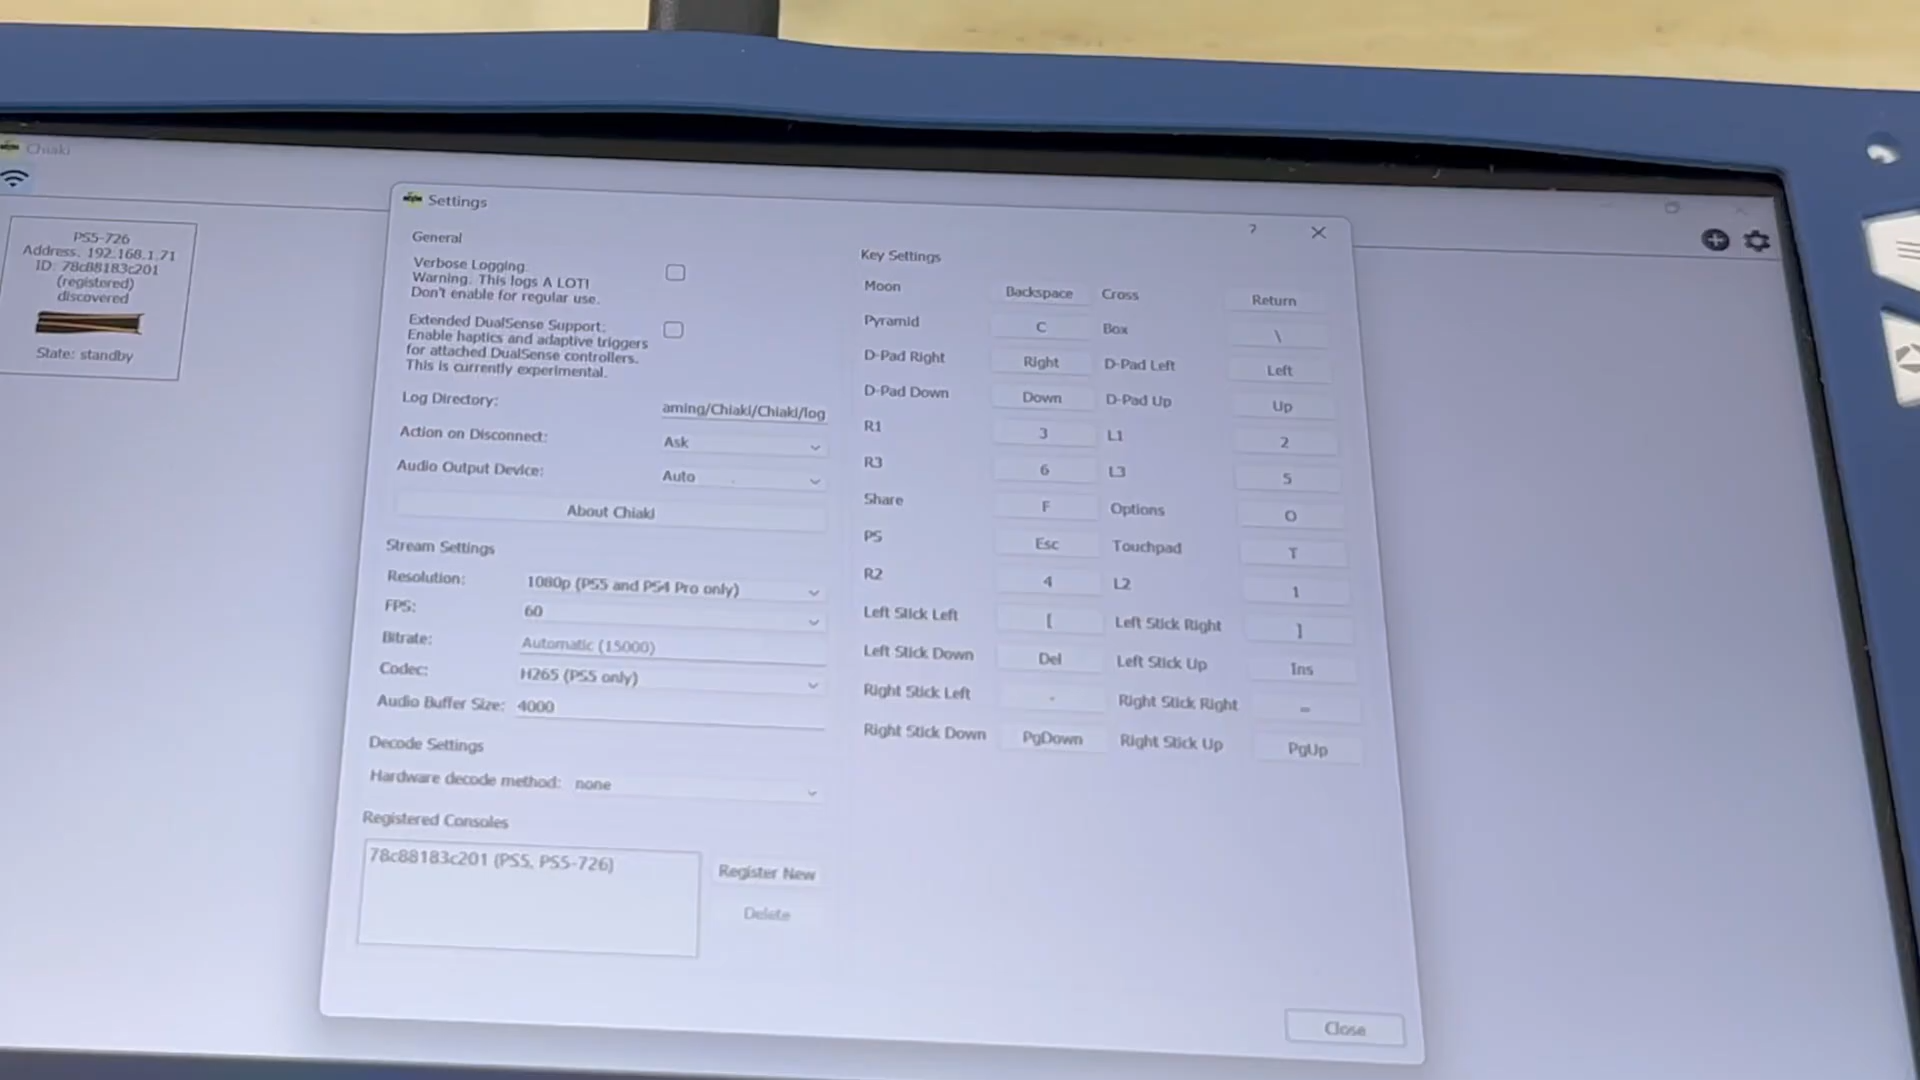 Chiaki
PS5-726
Address: 192.168.1.71
ID: 78c88183c201
(registered)
discovered
State: standby
Settings
?
General
Verbose Logging:
Warning: This logs A LOT!
Don't enable for regular use.
Extended DualSense Support:
Enable haptics and adaptive triggers
for attached DualSense controllers.
This is currently experimental.
Log Directory: aming/Chiaki/Chiaki/log
Action on Disconnect: Ask
Audio Output Device: Auto
About Chiaki
Stream Settings
Resolution: 1080p (PS5 and PS4 Pro only)
FPS: 60
Bitrate: Automatic (15000)
Codec: H265 (PS5 only)
Audio Buffer Size: 4000
Decode Settings
Hardware decode method: none
Registered Consoles
78c88183c201 (PS5, PS5-726)
Register New
Delete
Key Settings
Moon Backspace Cross Return
Pyramid C Box \
D-Pad Right Right D-Pad Left Left
D-Pad Down Down D-Pad Up Up
R1 3 L1 2
R3 6 L3 5
Share F Options O
PS Esc Touchpad T
R2 4 L2 1
Left Stick Left [ Left Stick Right ]
Left Stick Down Del Left Stick Up Ins
Right Stick Left - Right Stick Right =
Right Stick Down PgDown Right Stick Up PgUp
Close